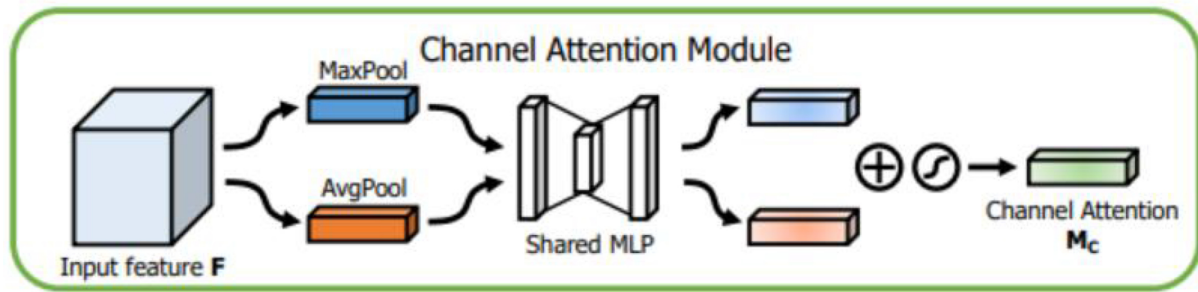 Channel Attention Module
MaxPool
AvgPool
Input feature F
Shared MLP
Channel Attention
Mc